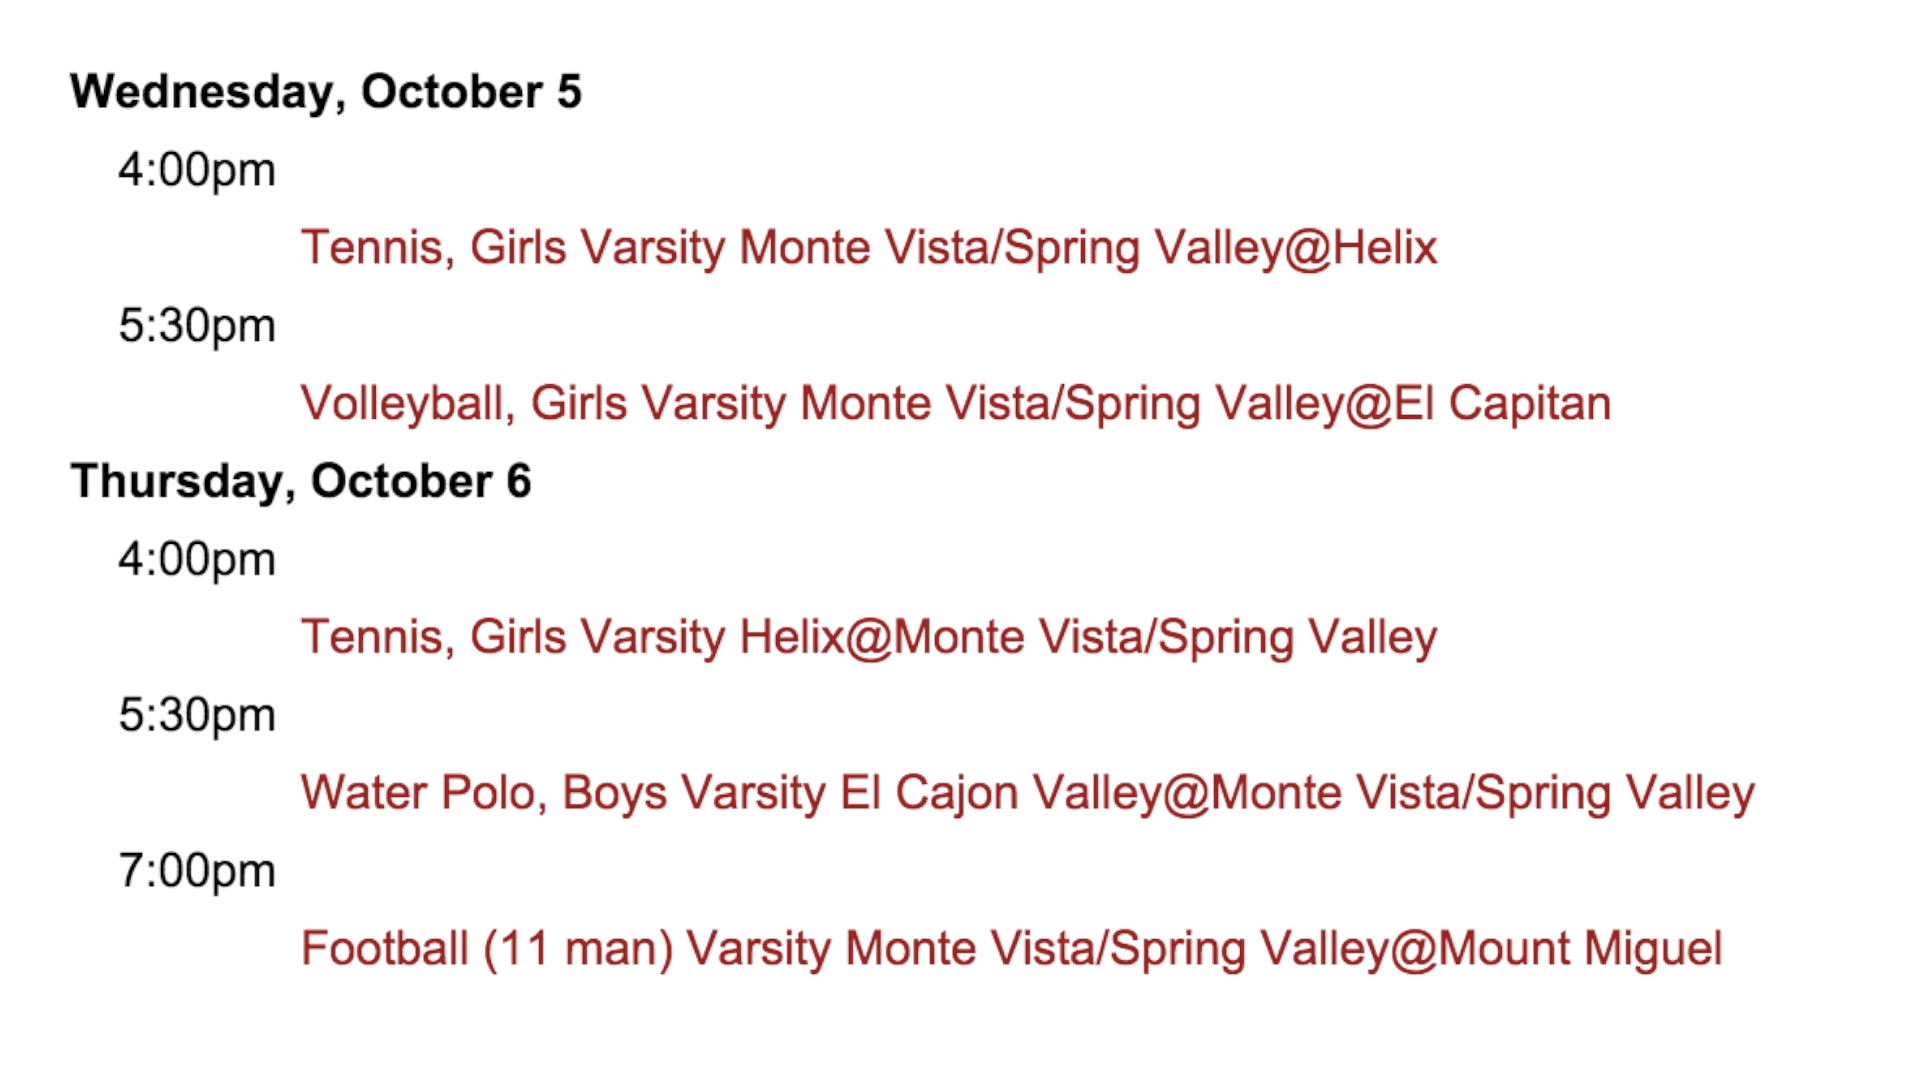 Wednesday, October 5
4:00pm
Tennis, Girls Varsity Monte Vista/Spring Valley@Helix
5:30pm
Volleyball, Girls Varsity Monte Vista/Spring Valley@El Capitan
Thursday, October 6
4:00pm
Tennis, Girls Varsity Helix@Monte Vista/Spring Valley
5:30pm
Water Polo, Boys Varsity El Cajon Valley@Monte Vista/Spring Valley
7:00pm
Football (11 man) Varsity Monte Vista/Spring Valley@Mount Miguel